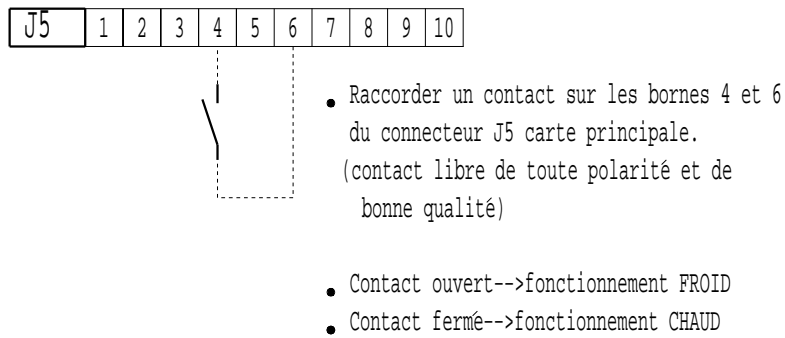 J5 1 2 3 4 5 6 7 8 9 10
• Raccorder un contact sur les bornes 4 et 6
du connecteur J5 carte principale.
(contact libre de toute polarité et de
bonne qualité)
• Contact ouvert-->fonctionnement FROID
• Contact fermé-->fonctionnement CHAUD